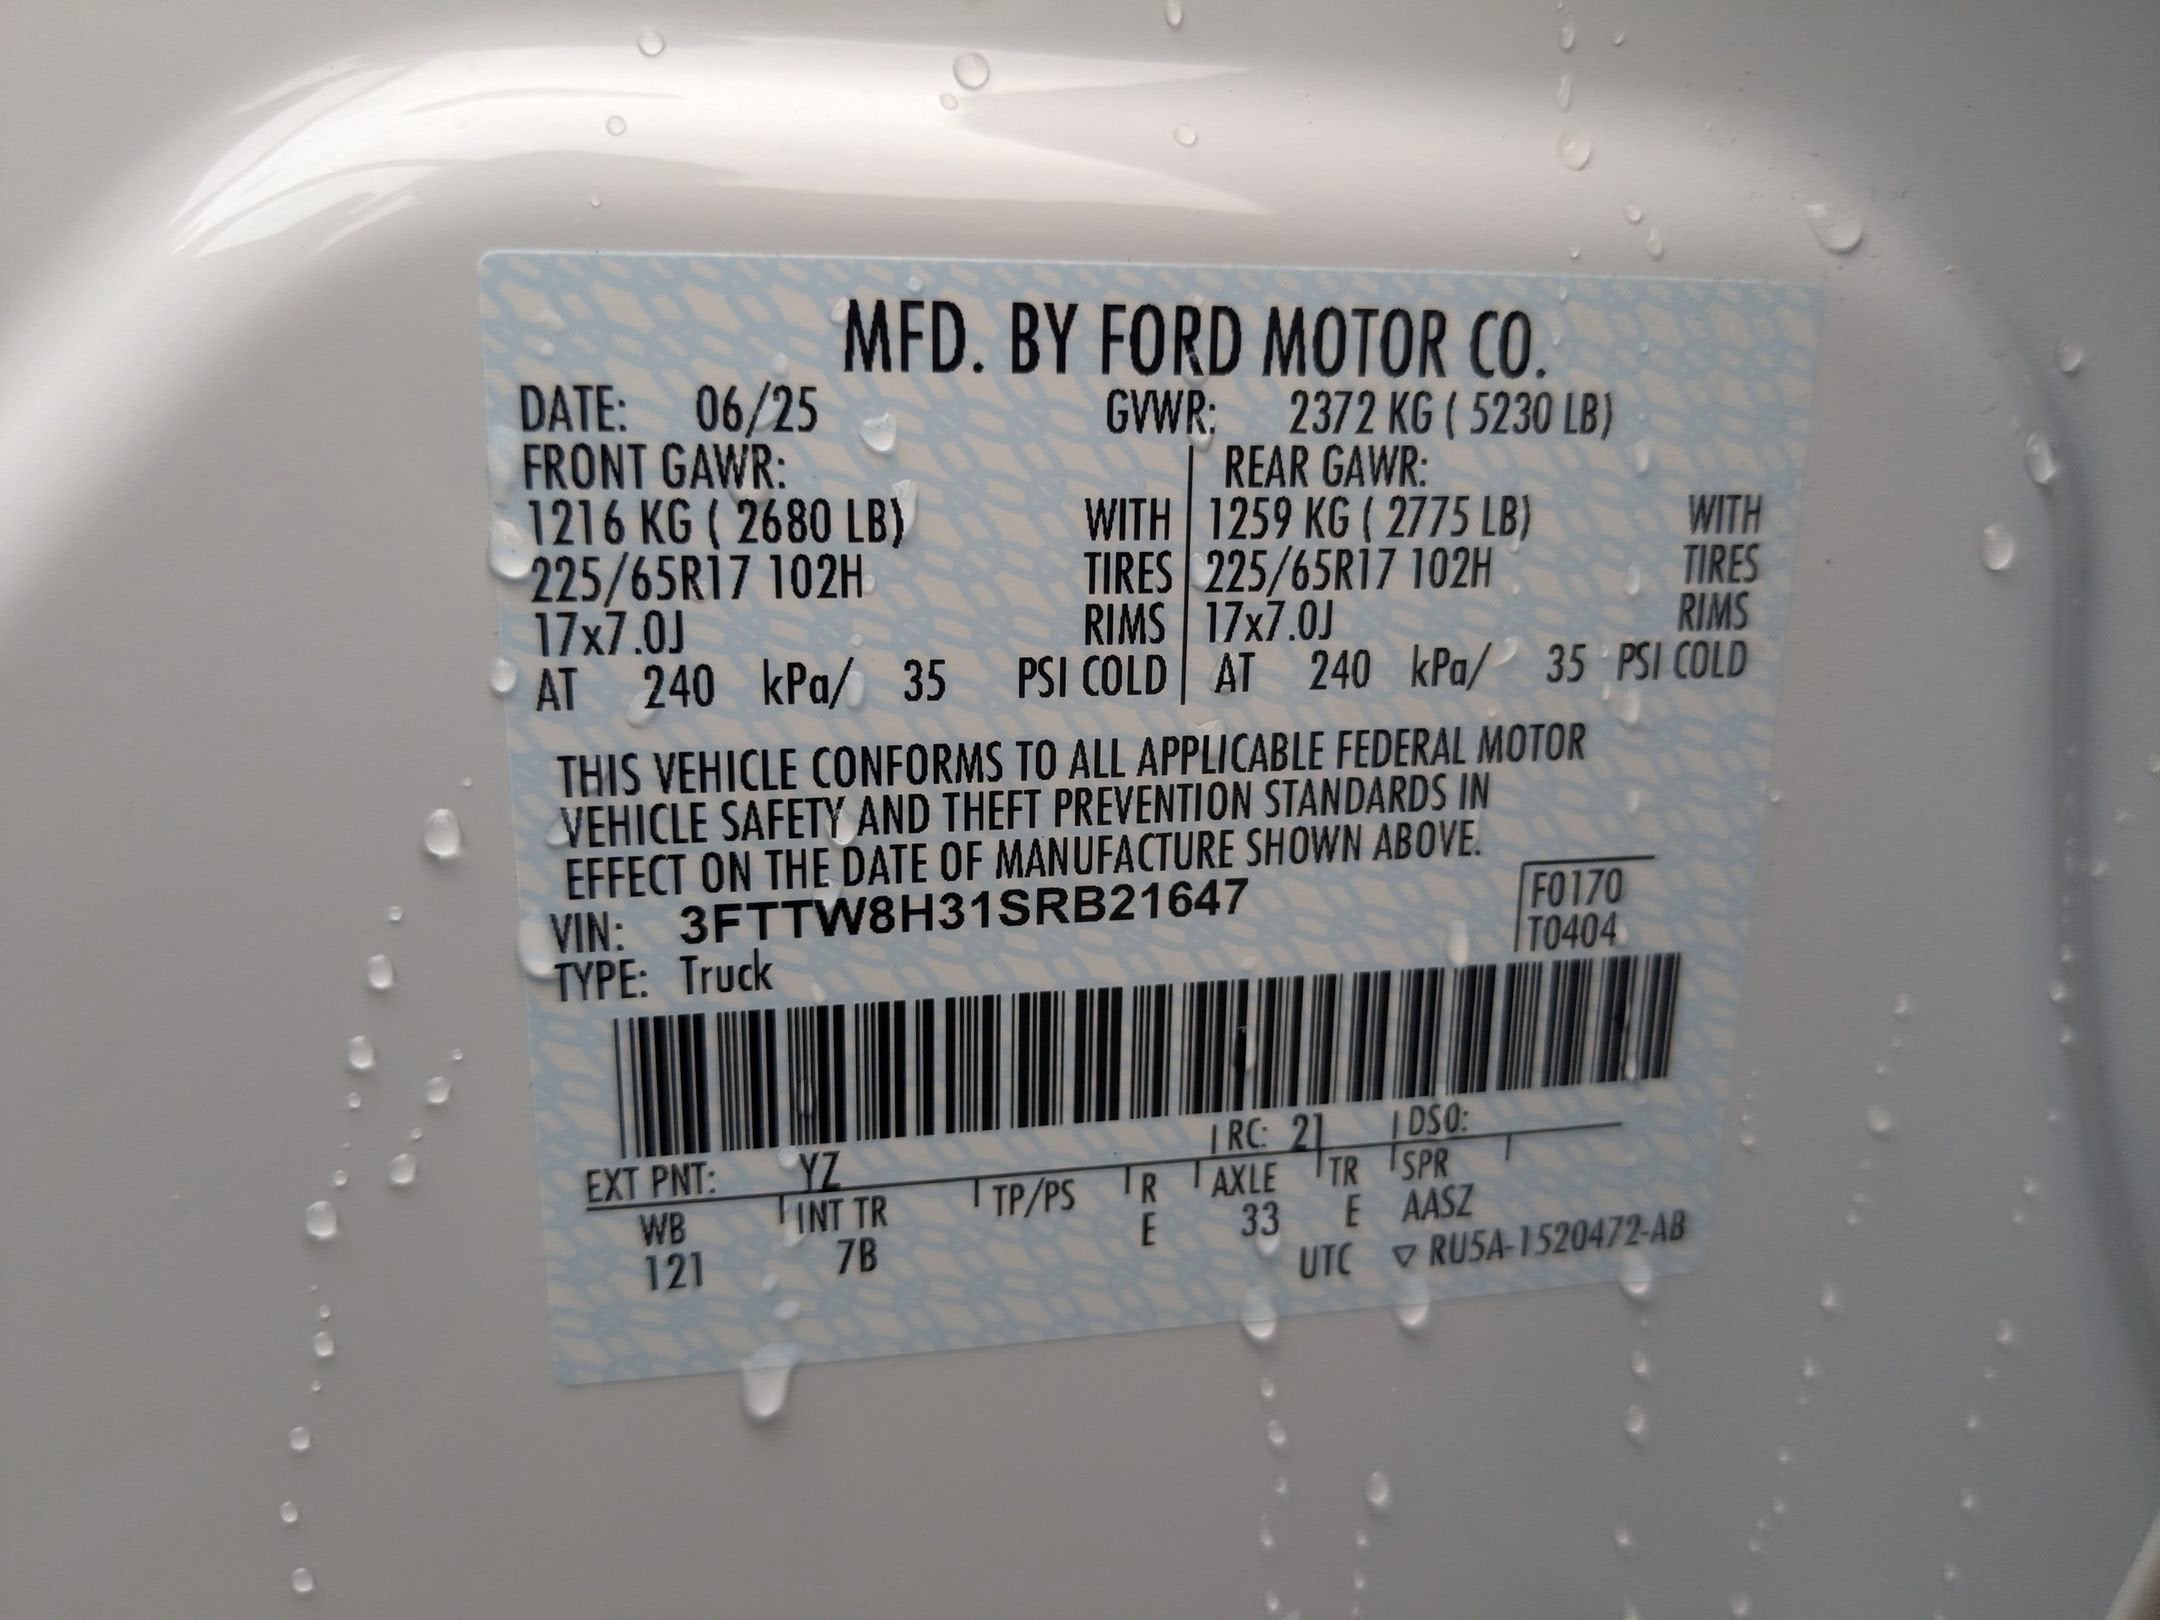 MFD. BY FORD MOTOR CO.
DATE: 06/25 GVWR: 2372 KG ( 5230 LB)
FRONT GAWR: REAR GAWR:
1216 KG ( 2680 LB) WITH 1259 KG ( 2775 LB) WITH
225/65R17 102H TIRES 225/65R17 102H TIRES
17x7.0J RIMS 17x7.0J RIMS
AT 240 kPa/ 35 PSI COLD AT 240 kPa/ 35 PSI COLD
THIS VEHICLE CONFORMS TO ALL APPLICABLE FEDERAL MOTOR
VEHICLE SAFETY AND THEFT PREVENTION STANDARDS IN
EFFECT ON THE DATE OF MANUFACTURE SHOWN ABOVE.
VIN: 3FTTW8H31SRB21647
F0170
T0404
TYPE: Truck
EXT PNT: YZ RC: 21 DSO:
WB INT TR TP/PS R AXLE TR SPR
121 7B E 33 E AASZ
UTC ▽ RU5A-1520472-AB